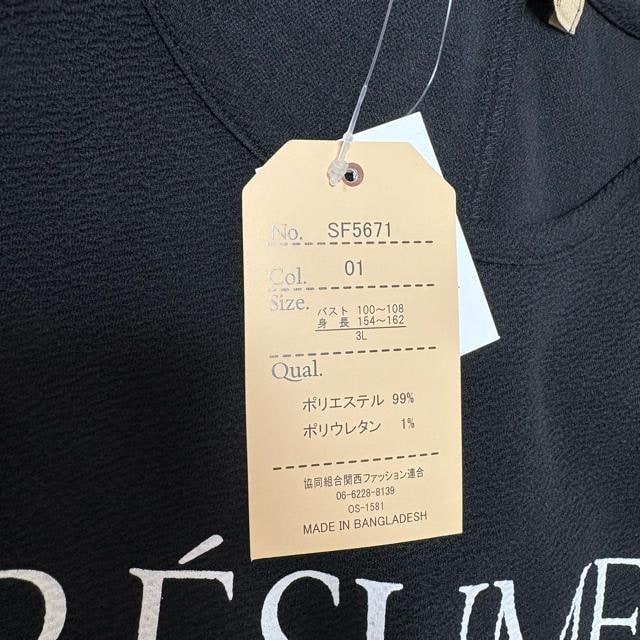 No. SF5671
Col. 01
Size. バスト 100～108
身長 154～162
3L
Qual.
ポリエステル 99%
ポリウレタン 1%
協同組合関西ファッション連合
06-6228-8139
OS-1581
MADE IN BANGLADESH
RÉSUMÉ